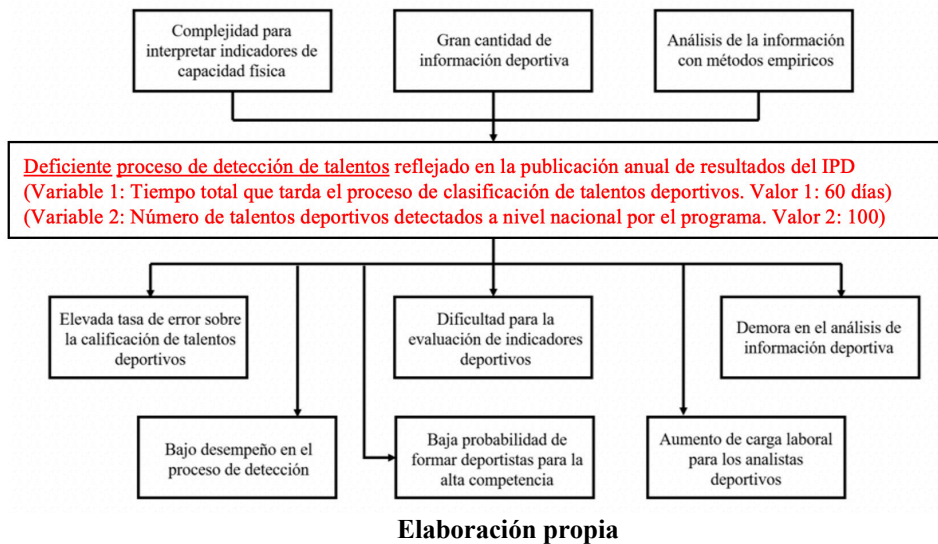 Complejidad para
interpretar indicadores de
capacidad física
Gran cantidad de
información deportiva
Análisis de la información
con métodos empiricos
Deficiente proceso de detección de talentos reflejado en la publicación anual de resultados del IPD
(Variable 1: Tiempo total que tarda el proceso de clasificación de talentos deportivos. Valor 1: 60 días)
(Variable 2: Número de talentos deportivos detectados a nivel nacional por el programa. Valor 2: 100)
Elevada tasa de error sobre
la calificación de talentos
deportivos
Dificultad para la
evaluación de indicadores
deportivos
Demora en el análisis de
información deportiva
Bajo desempeño en el
proceso de detección
Baja probabilidad de
formar deportistas para la
alta competencia
Aumento de carga laboral
para los analistas
deportivos
Elaboración propia